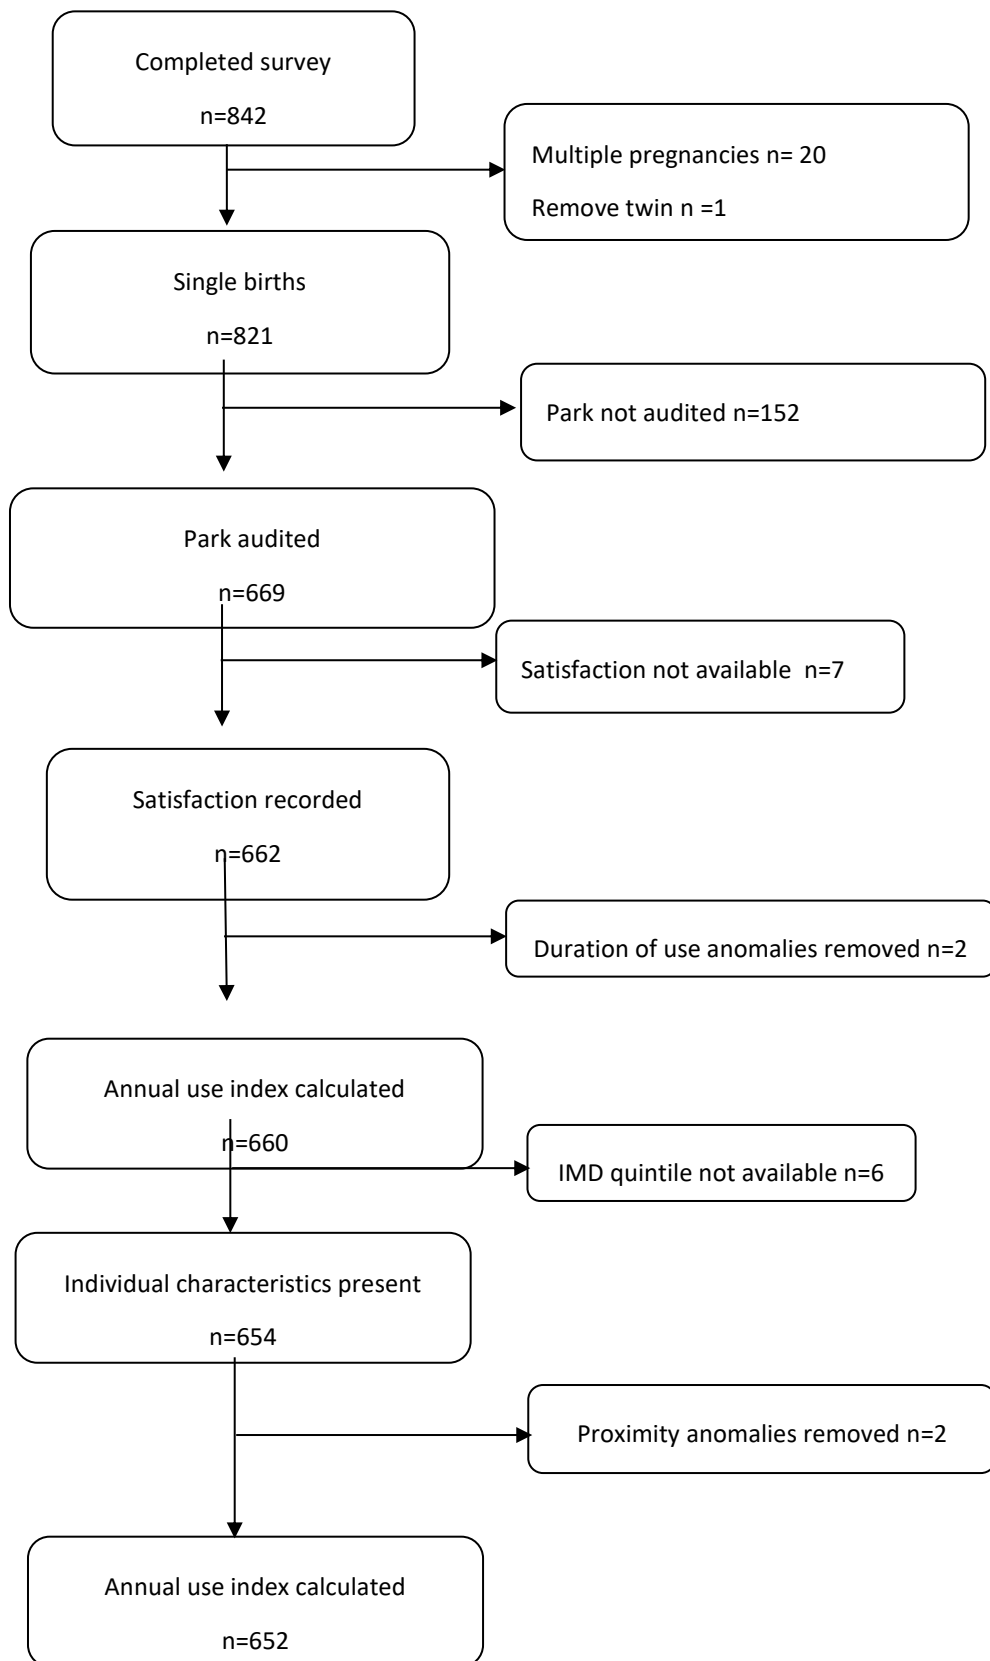 Completed survey
n=842
Multiple pregnancies n= 20
Remove twin n =1
Single births
n=821
Park not audited n=152
Park audited
n=669
Satisfaction not available  n=7
Satisfaction recorded
n=662
Duration of use anomalies removed n=2
Annual use index calculated
n=660
IMD quintile not available n=6
Individual characteristics present
n=654
Proximity anomalies removed n=2
Annual use index calculated
n=652